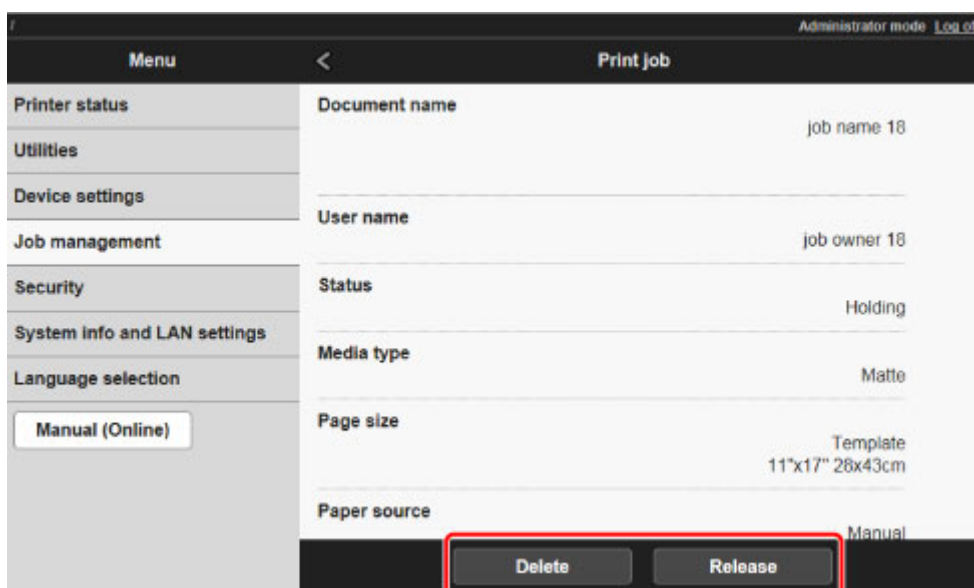 /
Administrator mode Log of
Menu
< Print job
Printer status
Utilities
Device settings
Job management
Security
System info and LAN settings
Language selection
Manual (Online)
Document name
job name 18
User name
job owner 18
Status
Holding
Media type
Matte
Page size
Template
11"x17" 28x43cm
Paper source
Manual
Delete Release